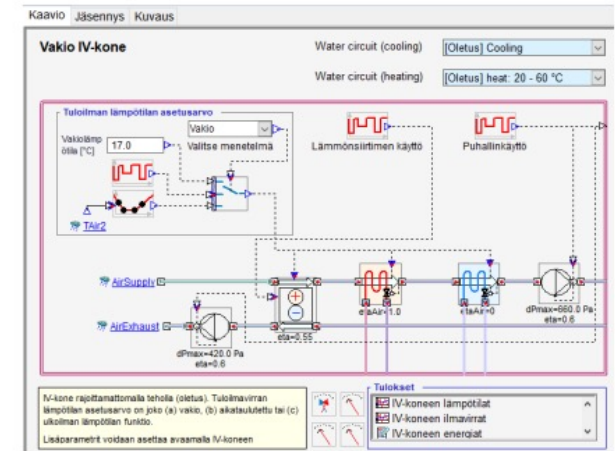 Kaavio Jäsennys Kuvaus
Vakio IV-kone
Water circuit (cooling) [Oletus] Cooling
Water circuit (heating) [Oletus] heat: 20 - 60 °C
Tuloilman lämpötilan asetusarvo
Vakio
Vakiolämp
ötila [°C] 17.0
Valitse menetelmä
Lämmönsiirtimen käyttö
Puhallinkäyttö
TAir2
AirSupply
etaAir=1.0
etaAir=0
dPmax=660.0 Pa
eta=0.6
AirExhaust
eta=0.55
dPmax=420.0 Pa
eta=0.6
IV-kone rajoittamattomalla teholla (oletus). Tuloilmavirran
lämpötilan asetusarvo on joko (a) vakio, (b) aikataulutettu tai (c)
ulkoilman lämpötilan funktio.
Lisäparametrit voidaan asettaa avaamalla IV-koneen
Tulokset
IV-koneen lämpötilat
IV-koneen ilmavirrat
IV-koneen energiat